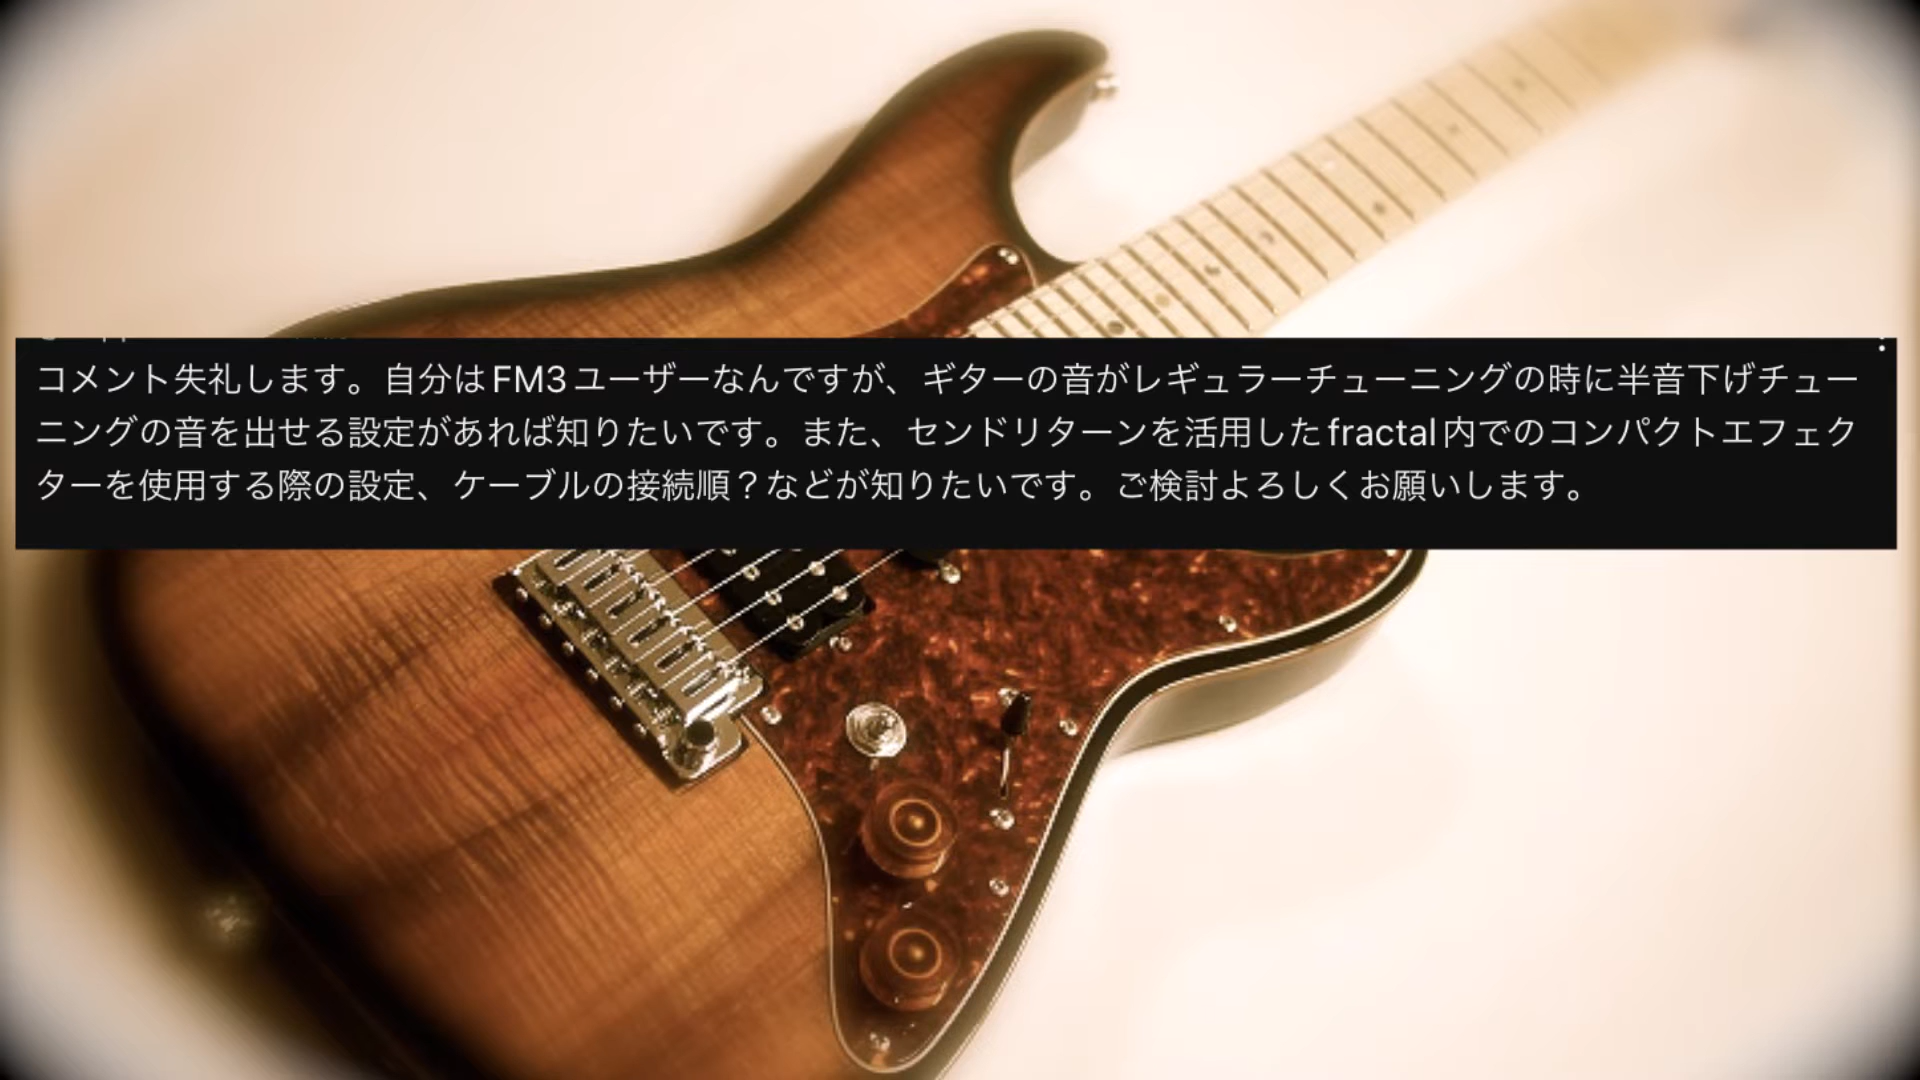 コメント失礼します。自分はFM3ユーザーなんですが、ギターの音がレギュラーチューニングの時に半音下げチュー
ニングの音を出せる設定があれば知りたいです。また、センドリターンを活用したfractal内でのコンパクトエフェク
ターを使用する際の設定、ケーブルの接続順？などが知りたいです。ご検討よろしくお願いします。